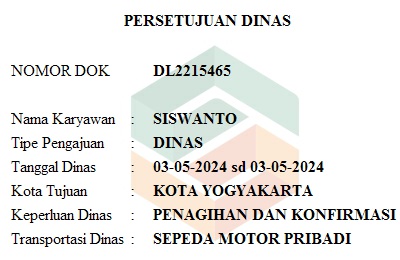 PERSETUJUAN DINAS
NOMOR DOK DL2215465
Nama Karyawan : SISWANTO
Tipe Pengajuan : DINAS
Tanggal Dinas : 03-05-2024 sd 03-05-2024
Kota Tujuan : KOTA YOGYAKARTA
Keperluan Dinas : PENAGIHAN DAN KONFIRMASI
Transportasi Dinas : SEPEDA MOTOR PRIBADI